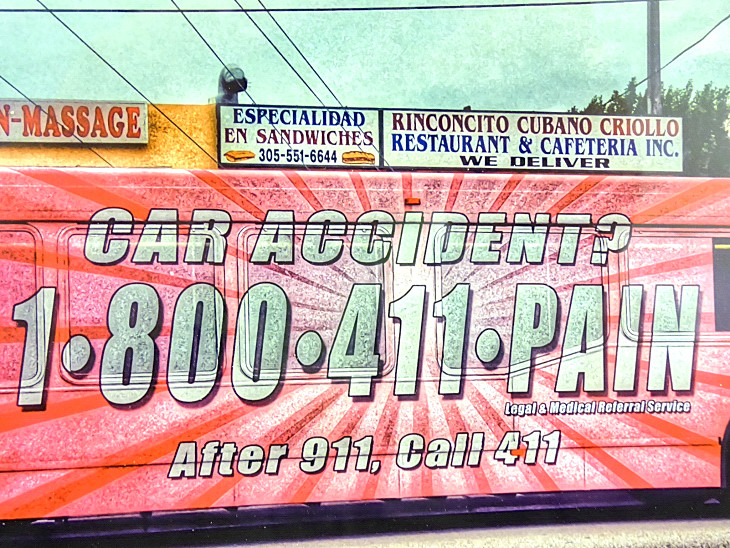 N-MASSAGE
ESPECIALIDAD
EN SANDWICHES
305-551-6644
RINCONCITO CUBANO CRIOLLO
RESTAURANT & CAFETERIA INC.
WE DELIVER
CAR ACCIDENT?
1•800•411•PAIN
Legal & Medical Referral Service
After 911, Call 411